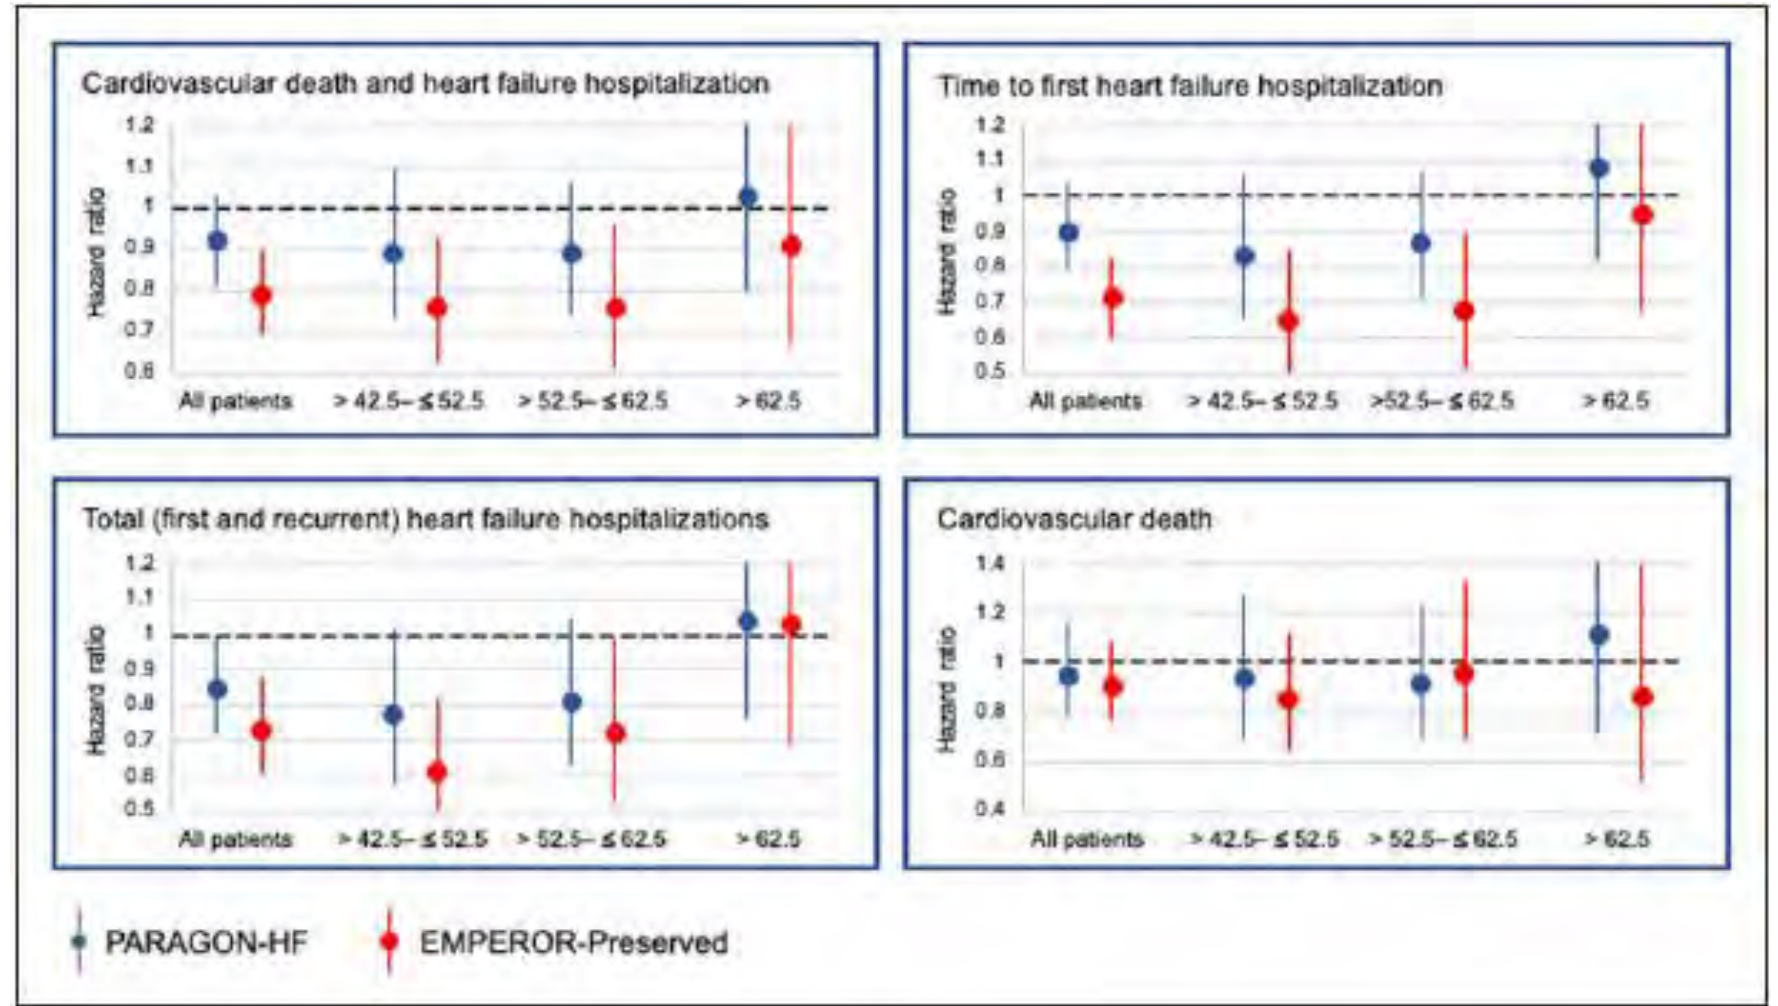 Cardiovascular death and heart failure hospitalization
1.2
1.1
1
0.9
0.8
0.7
0.6
Hazard ratio
All patients > 42.5– ≤ 52.5 > 52.5– ≤ 62.5 > 62.5
Time to first heart failure hospitalization
1.2
1.1
1
0.9
0.8
0.7
0.6
0.5
Hazard ratio
All patients > 42.5– ≤ 52.5 >52.5– ≤ 62.5 > 62.5
Total (first and recurrent) heart failure hospitalizations
1.2
1.1
1
0.9
0.8
0.7
0.6
0.5
Hazard ratio
All patients > 42.5– ≤ 52.5 > 52.5– ≤ 62.5 > 62.5
Cardiovascular death
1.4
1.2
1
0.8
0.6
0.4
Hazard ratio
All patients > 42.5– ≤ 52.5 > 52.5– ≤ 62.5 > 62.5
PARAGON-HF EMPEROR-Preserved